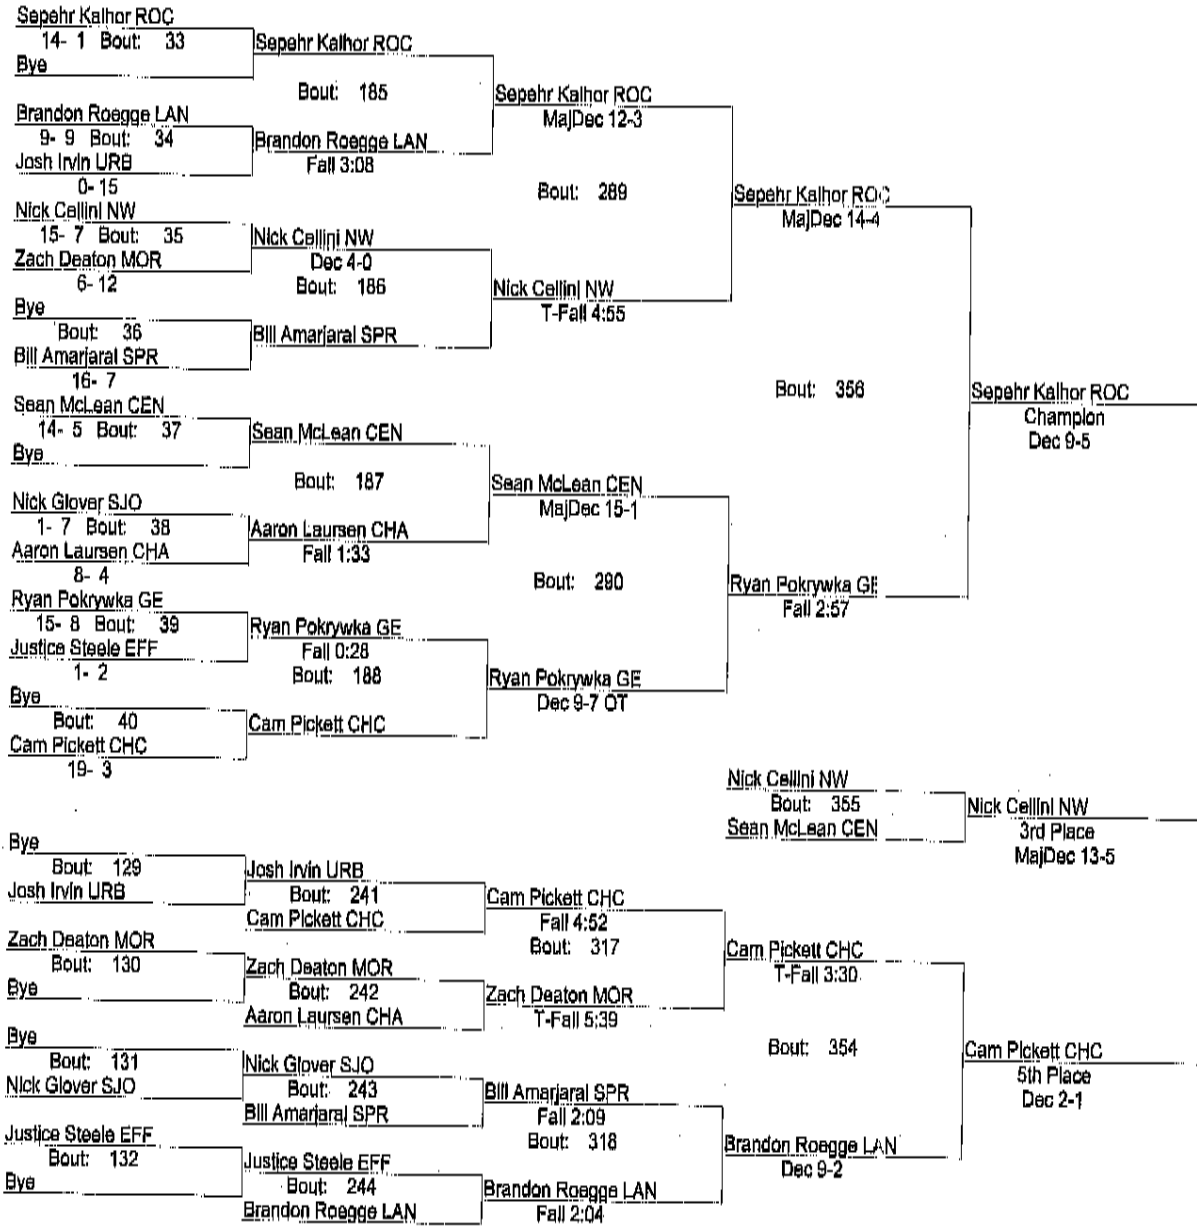 Sepehr Kalhor ROC
14- 1 Bout: 33
Bye
Sepehr Kalhor ROC
Bout: 185
Brandon Roegge LAN
9- 9 Bout: 34
Josh Irvin URB
0- 15
Brandon Roegge LAN
Fall 3:08
Sepehr Kalhor ROC
MajDec 12-3
Bout: 289
Nick Cellini NW
15- 7 Bout: 35
Zach Deaton MOR
6- 12
Nick Cellini NW
Dec 4-0
Bout: 186
Bye
Bout: 36
Bill Amarjaral SPR
16- 7
Bill Amarjaral SPR
Nick Cellini NW
T-Fall 4:55
Sepehr Kalhor ROC
MajDec 14-4
Bout: 356
Sepehr Kalhor ROC
Champion
Dec 9-5
Sean McLean CEN
14- 5 Bout: 37
Bye
Sean McLean CEN
Bout: 187
Nick Glover SJO
1- 7 Bout: 38
Aaron Laursen CHA
8- 4
Aaron Laursen CHA
Fall 1:33
Sean McLean CEN
MajDec 15-1
Bout: 290
Ryan Pokrywka GE
15- 8 Bout: 39
Justice Steele EFF
1- 2
Ryan Pokrywka GE
Fall 0:28
Bout: 188
Bye
Bout: 40
Cam Pickett CHC
19- 3
Cam Pickett CHC
Ryan Pokrywka GE
Dec 9-7 OT
Ryan Pokrywka GE
Fall 2:57
Nick Cellini NW
Bout: 355
Sean McLean CEN
Nick Cellini NW
3rd Place
MajDec 13-5
Bye
Bout: 129
Josh Irvin URB
Josh Irvin URB
Bout: 241
Cam Pickett CHC
Cam Pickett CHC
Fall 4:52
Bout: 317
Zach Deaton MOR
Bout: 130
Bye
Zach Deaton MOR
Bout: 242
Aaron Laursen CHA
Zach Deaton MOR
T-Fall 5:39
Cam Pickett CHC
T-Fall 3:30
Bout: 354
Bye
Bout: 131
Nick Glover SJO
Nick Glover SJO
Bout: 243
Bill Amarjaral SPR
Bill Amarjaral SPR
Fall 2:09
Bout: 318
Justice Steele EFF
Bout: 132
Bye
Justice Steele EFF
Bout: 244
Brandon Roegge LAN
Brandon Roegge LAN
Fall 2:04
Brandon Roegge LAN
Dec 9-2
Cam Pickett CHC
5th Place
Dec 2-1